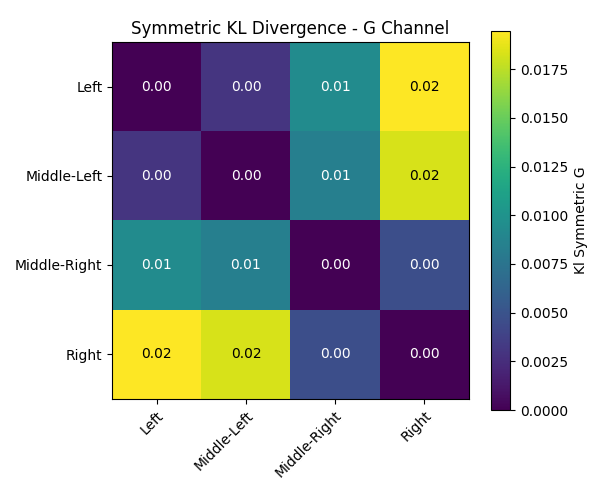 Symmetric KL Divergence - G Channel
Left 0.00 0.00 0.01 0.02
Middle-Left 0.00 0.00 0.01 0.02
Middle-Right 0.01 0.01 0.00 0.00
Right 0.02 0.02 0.00 0.00
Left Middle-Left Middle-Right Right
0.0175
0.0150
0.0125
0.0100
0.0075
0.0050
0.0025
0.0000
Kl Symmetric G